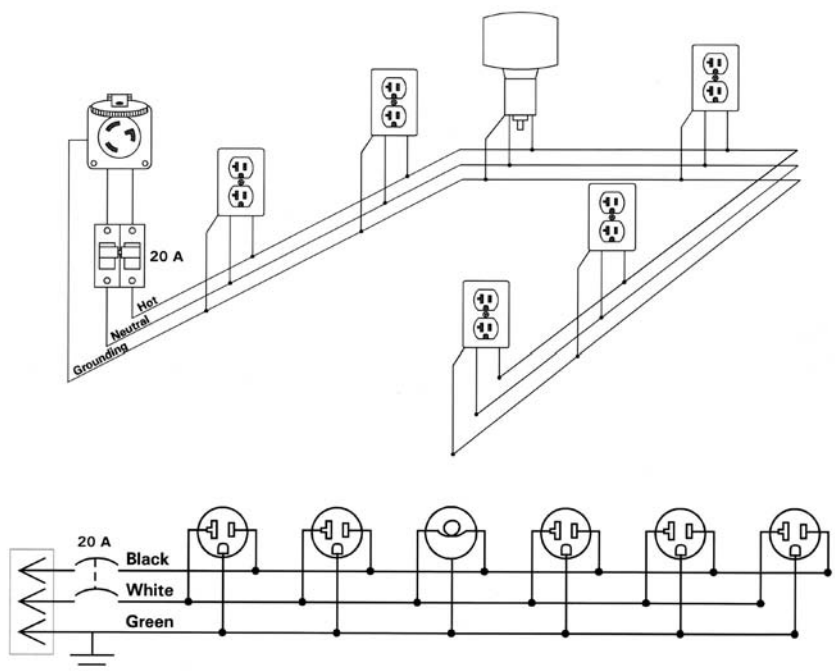 20 A
Hot
Neutral
Grounding
20 A
Black
White
Green